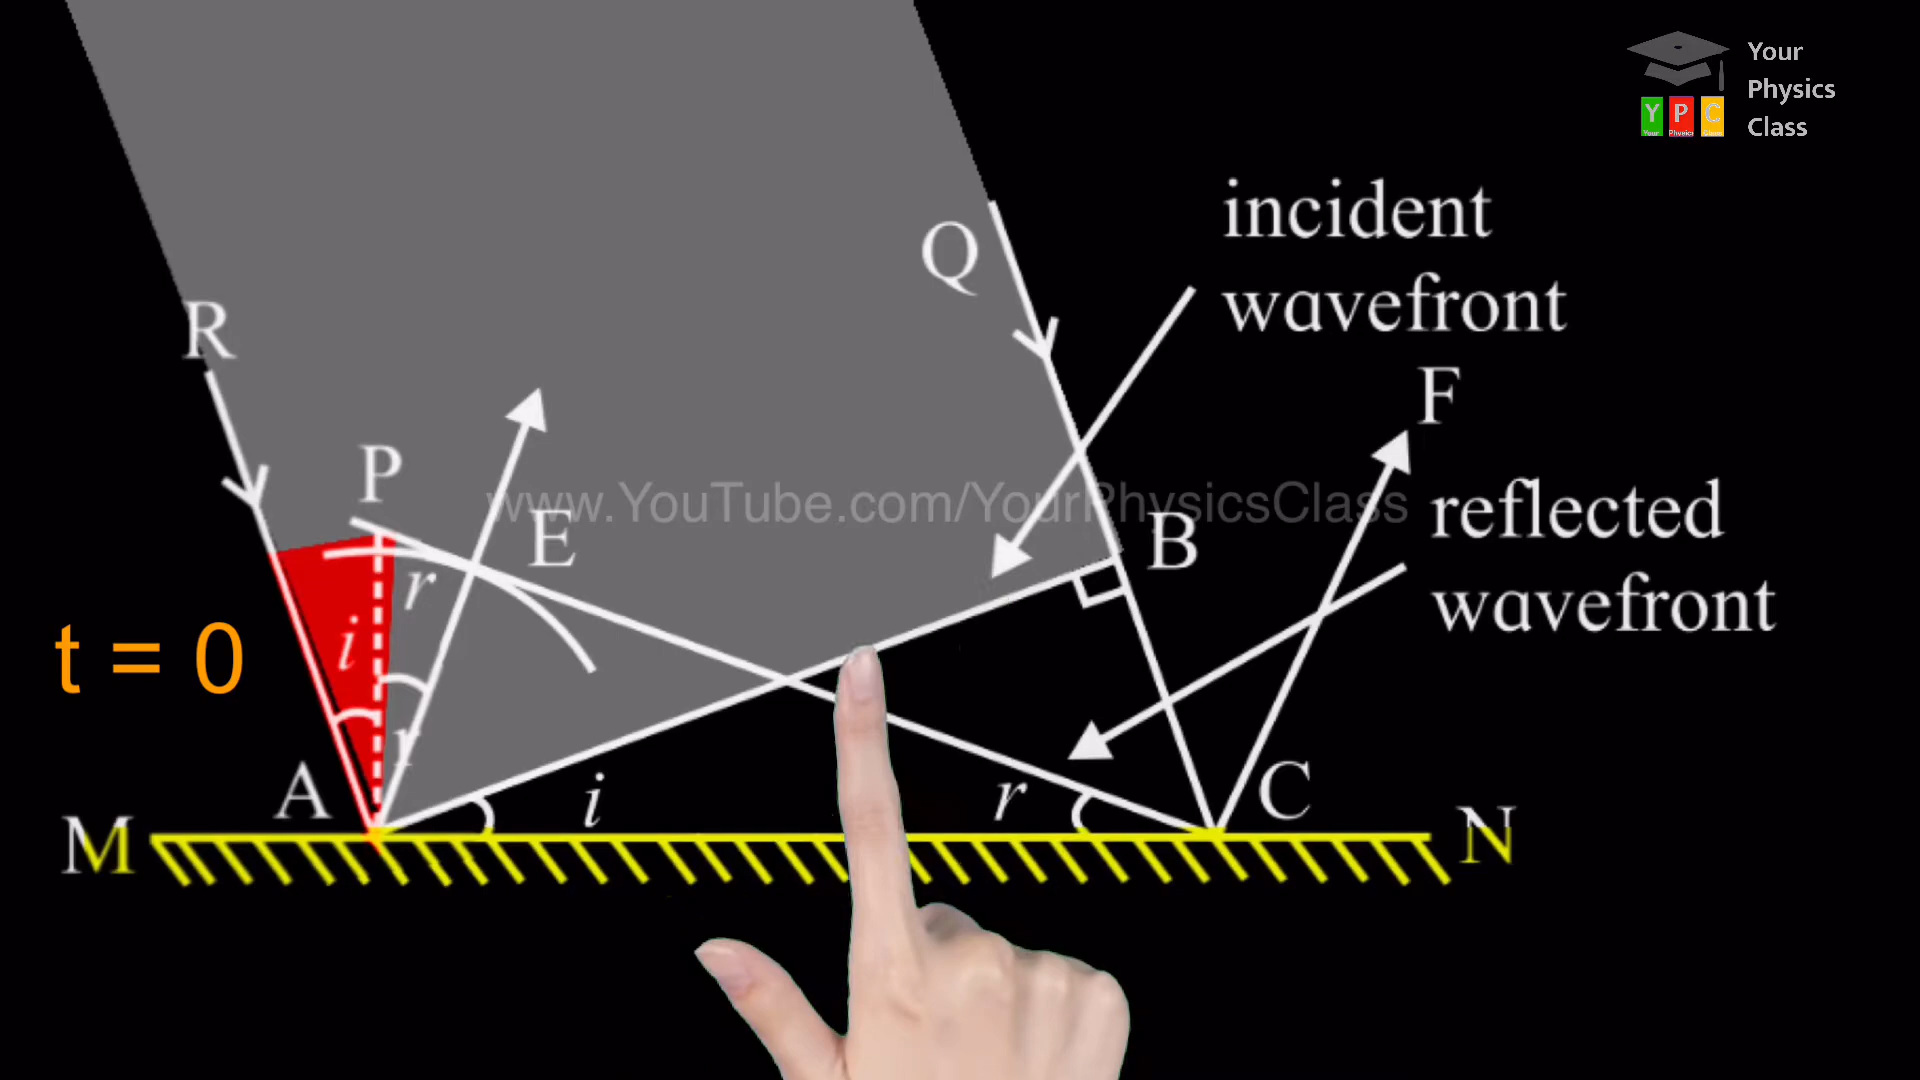 Your
Physics
Class
Y P C
incident
wavefront
Q
R
F
P
www.YouTube.com/YourPhysicsClass
reflected
wavefront
E
B
r
i
t = 0
r
A
i
r
C
M
N